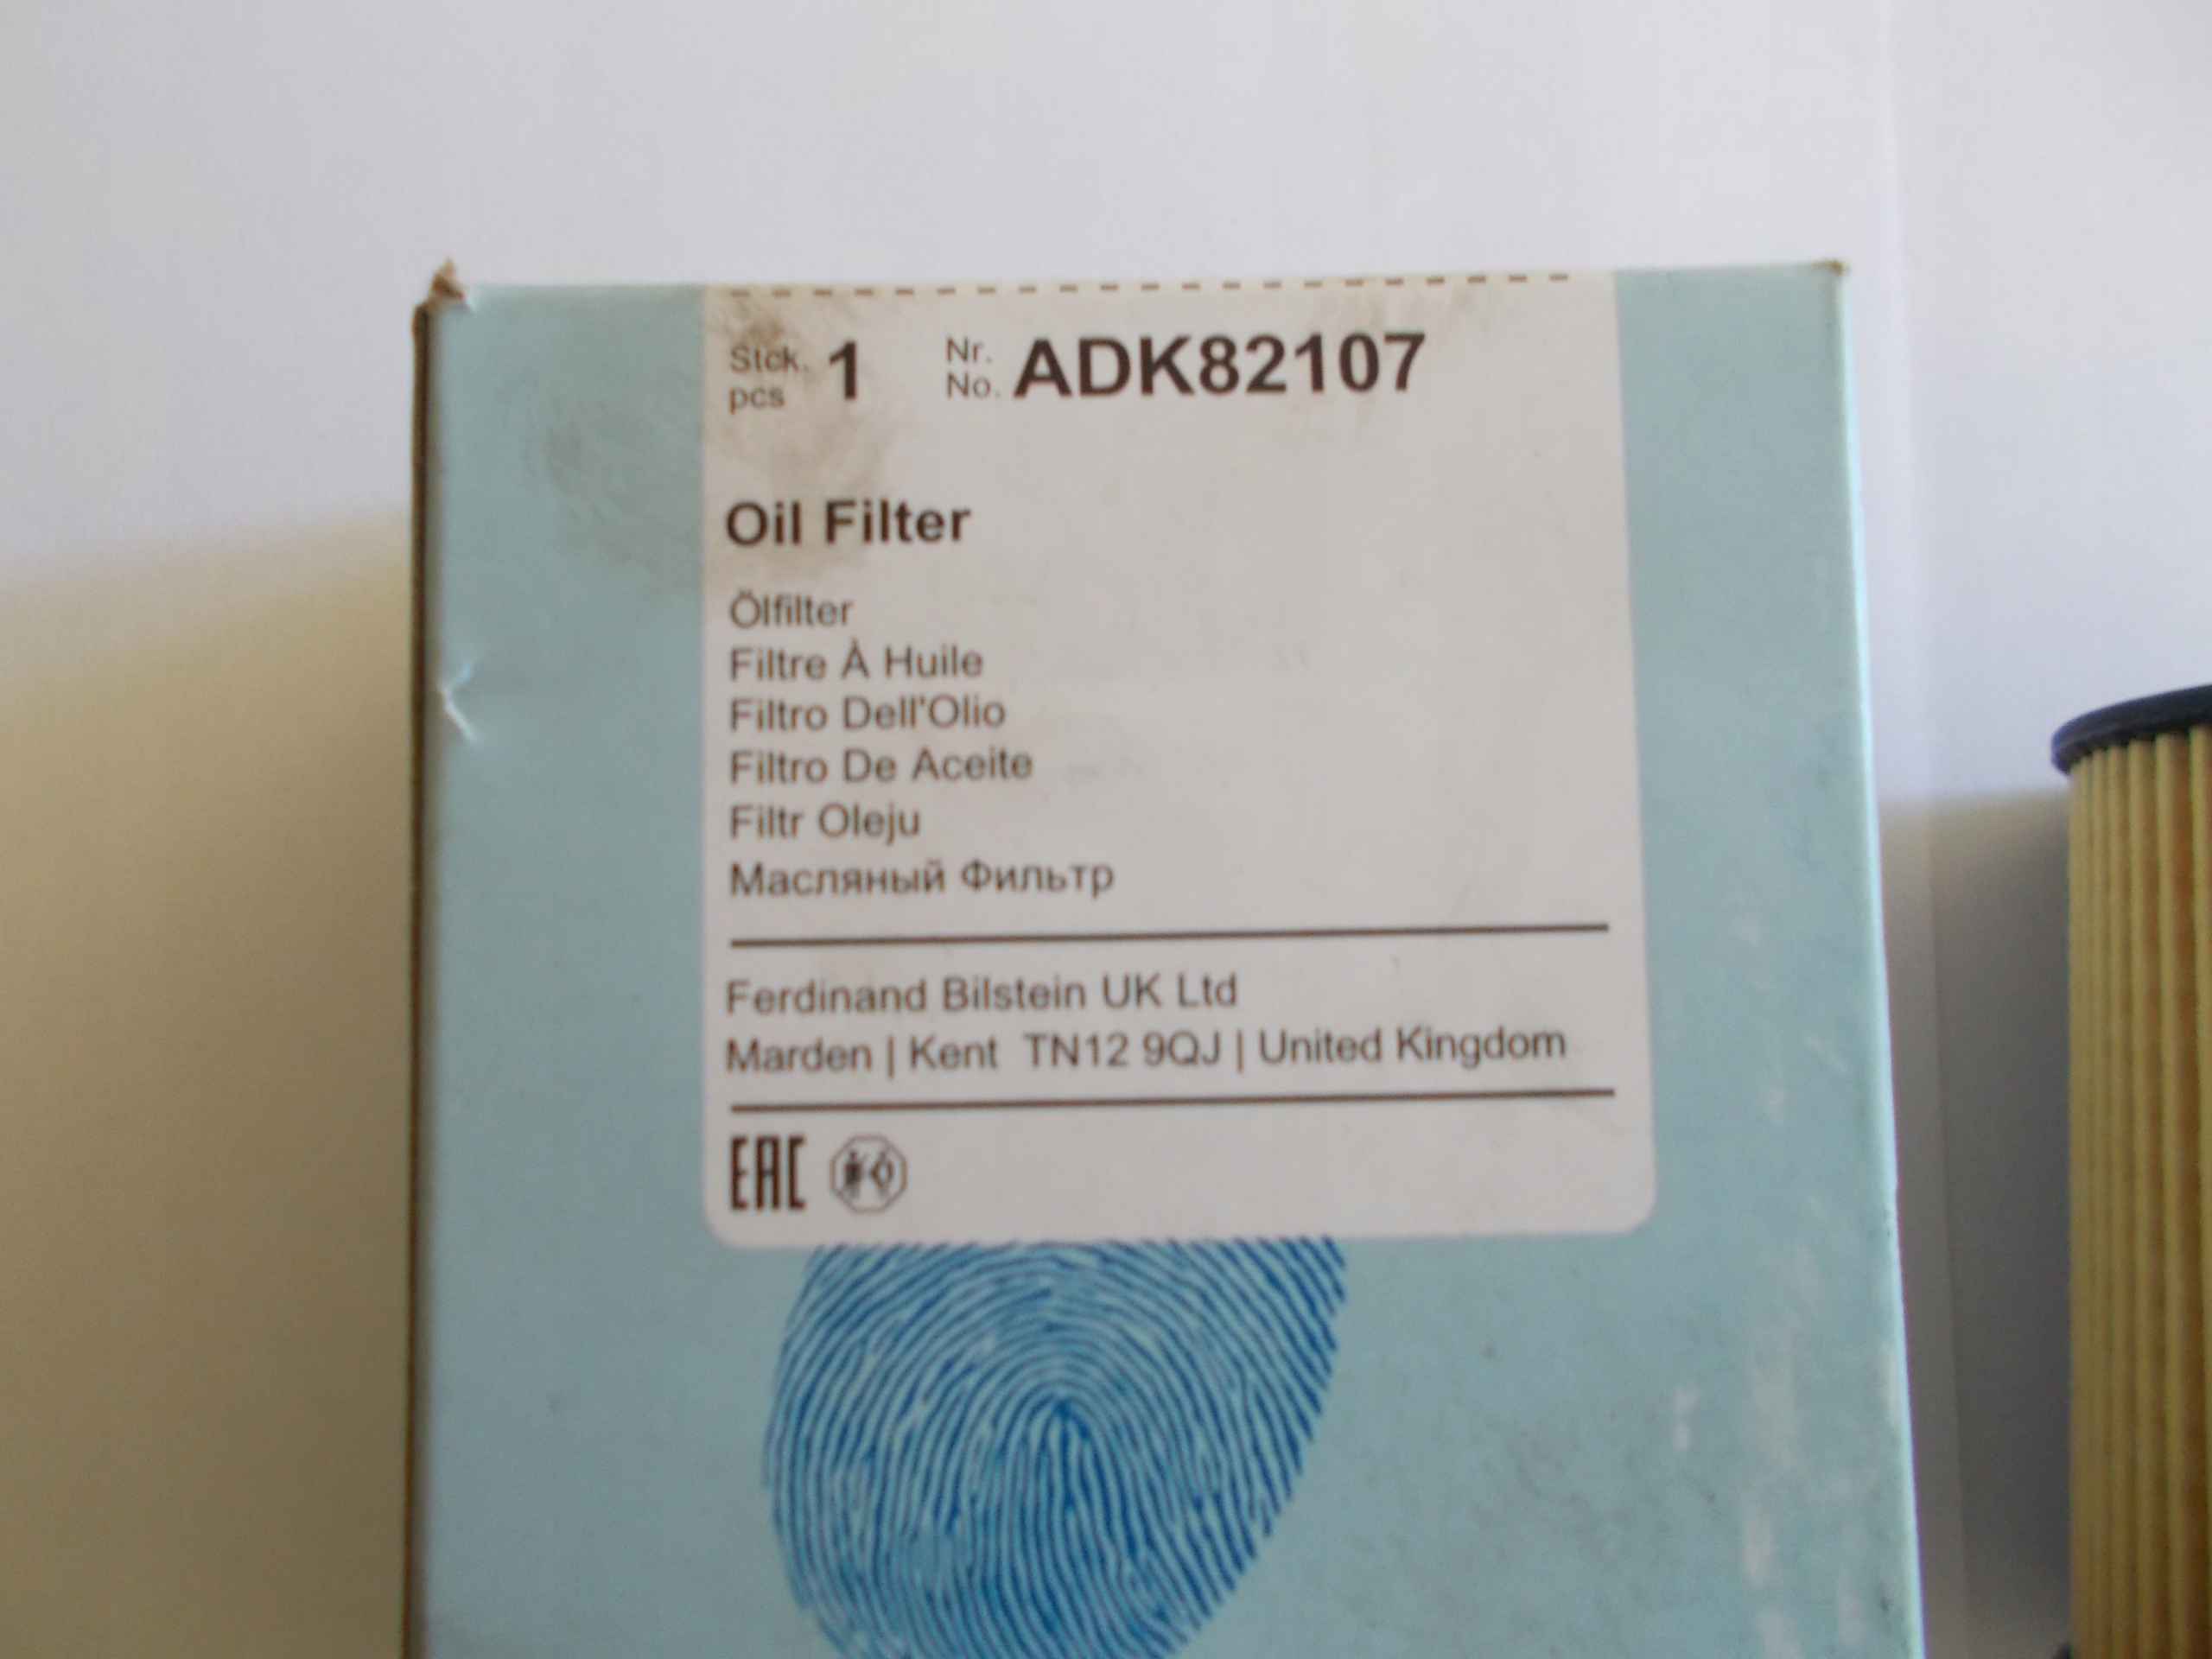 Stck. 1 Nr. ADK82107
pcs No.
Oil Filter
Ölfilter
Filtre À Huile
Filtro Dell'Olio
Filtro De Aceite
Filtr Oleju
Масляный Фильтр
Ferdinand Bilstein UK Ltd
Marden | Kent TN12 9QJ | United Kingdom
EAC